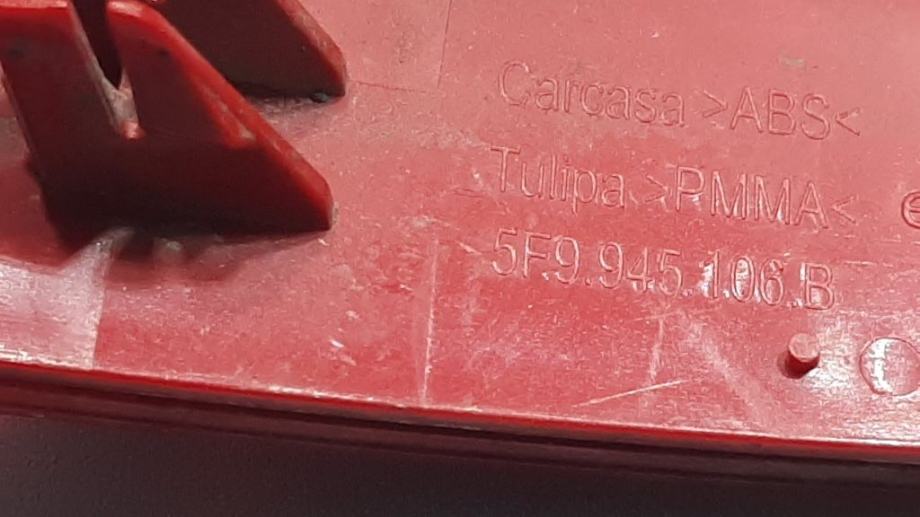 Carcasa >ABS<
Tulipa >PMMA<
5F9.945.106.B